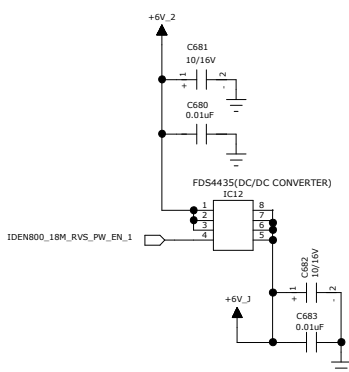 +6V_2
C681
10/16V
1
2
+
-
C680
0.01uF
FDS4435(DC/DC CONVERTER)
IC12
1
8
2
7
3
6
4
5
IDEN800_18M_RVS_PW_EN_1
C682
10/16V
1
2
+
-
+6V_1
C683
0.01uF